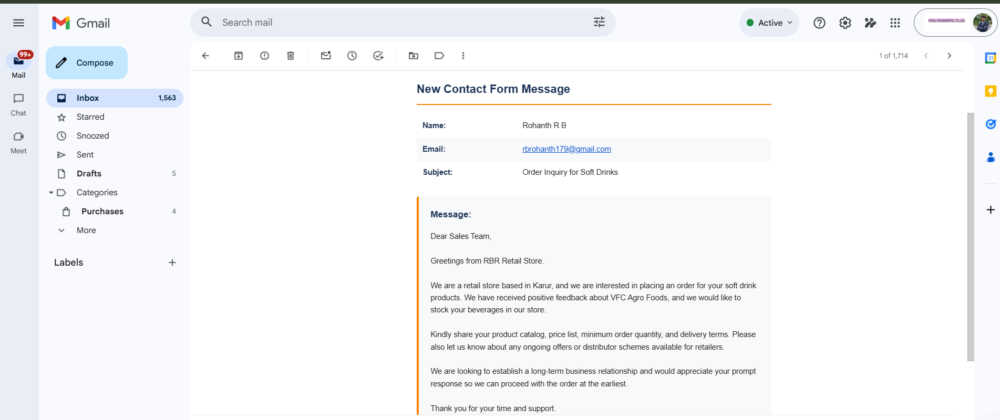 Gmail
Search mail
Active
KONGU ENGINEERING COLLEGE
99+
Mail
Chat
Meet
Compose
Inbox 1,563
Starred
Snoozed
Sent
Drafts 5
Categories
Purchases 4
More
Labels
1 of 1,714
31
New Contact Form Message
Name: Rohanth R B
Email: rbrohanth179@gmail.com
Subject: Order Inquiry for Soft Drinks
Message:
Dear Sales Team,
Greetings from RBR Retail Store.
We are a retail store based in Karur, and we are interested in placing an order for your soft drink
products. We have received positive feedback about VFC Agro Foods, and we would like to
stock your beverages in our store.
Kindly share your product catalog, price list, minimum order quantity, and delivery terms. Please
also let us know about any ongoing offers or distributor schemes available for retailers.
We are looking to establish a long-term business relationship and would appreciate your prompt
response so we can proceed with the order at the earliest.
Thank you for your time and support.